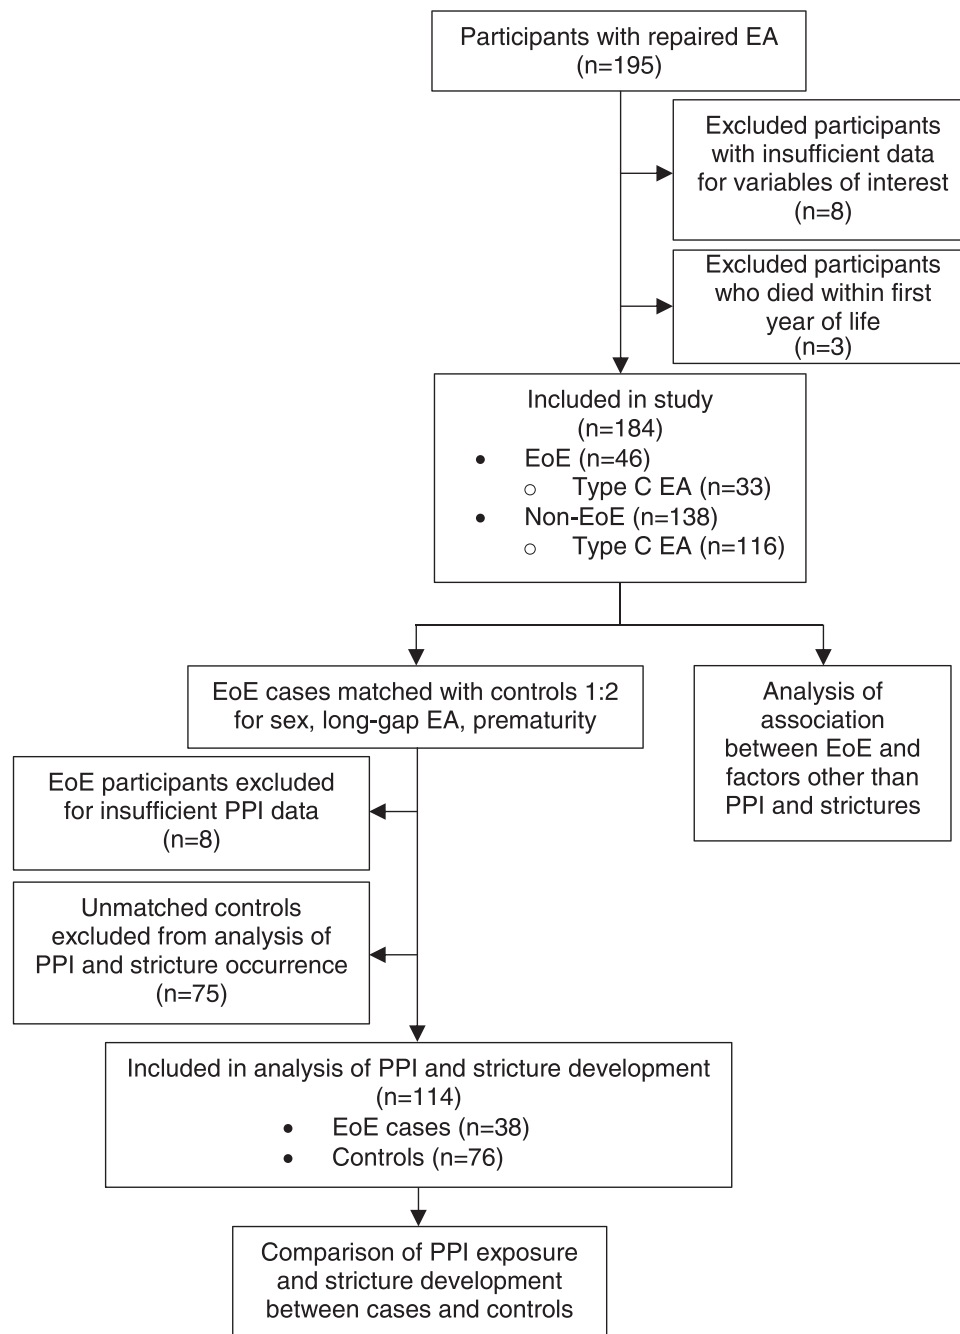 Participants with repaired EA
(n=195)
Excluded participants
with insufficient data
for variables of interest
(n=8)
Excluded participants
who died within first
year of life
(n=3)
Included in study
(n=184)
• EoE (n=46)
o Type C EA (n=33)
• Non-EoE (n=138)
o Type C EA (n=116)
EoE cases matched with controls 1:2
for sex, long-gap EA, prematurity
Analysis of
association
between EoE and
factors other than
PPI and strictures
EoE participants excluded
for insufficient PPI data
(n=8)
Unmatched controls
excluded from analysis of
PPI and stricture occurrence
(n=75)
Included in analysis of PPI and stricture development
(n=114)
• EoE cases (n=38)
• Controls (n=76)
Comparison of PPI exposure
and stricture development
between cases and controls